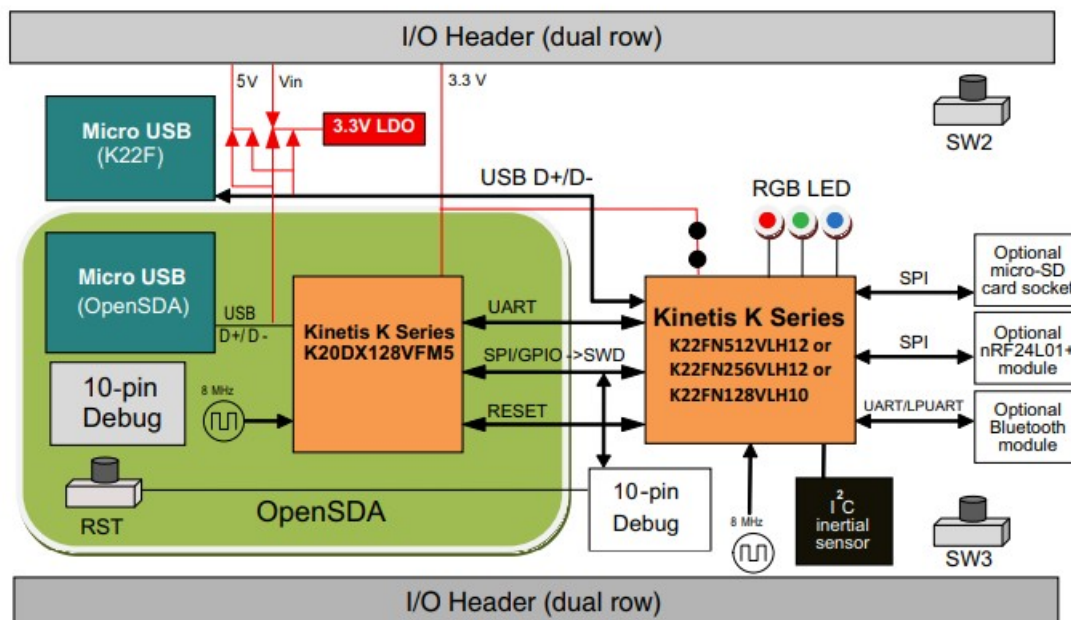 I/O Header (dual row)
5V
Vin
3.3 V
3.3V LDO
Micro USB
(K22F)
SW2
USB D+/D-
RGB LED
Micro USB
(OpenSDA)
USB
D+/D -
Kinetis K Series
K20DX128VFM5
UART
SPI/GPIO ->SWD
RESET
Kinetis K Series
K22FN512VLH12 or
K22FN256VLH12 or
K22FN128VLH10
SPI
Optional
micro-SD
card socket
SPI
Optional
nRF24L01+
module
UART/LPUART
Optional
Bluetooth
module
10-pin
Debug
8 MHz
RST
OpenSDA
10-pin
Debug
8 MHz
I2C
inertial
sensor
SW3
I/O Header (dual row)